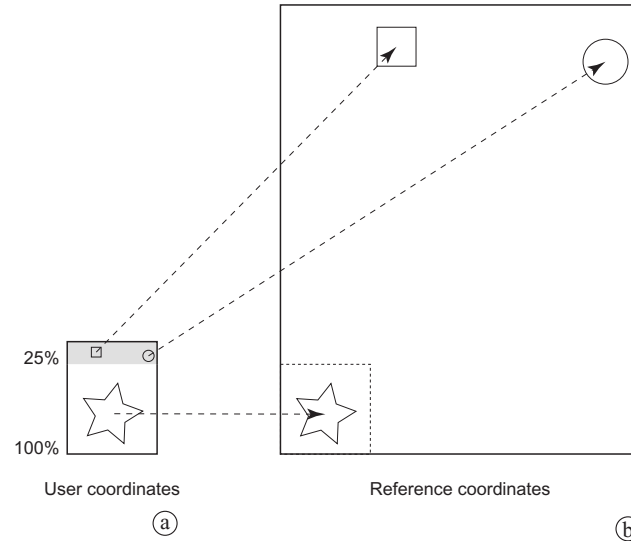 25%
100%
User coordinates
Reference coordinates
a
b